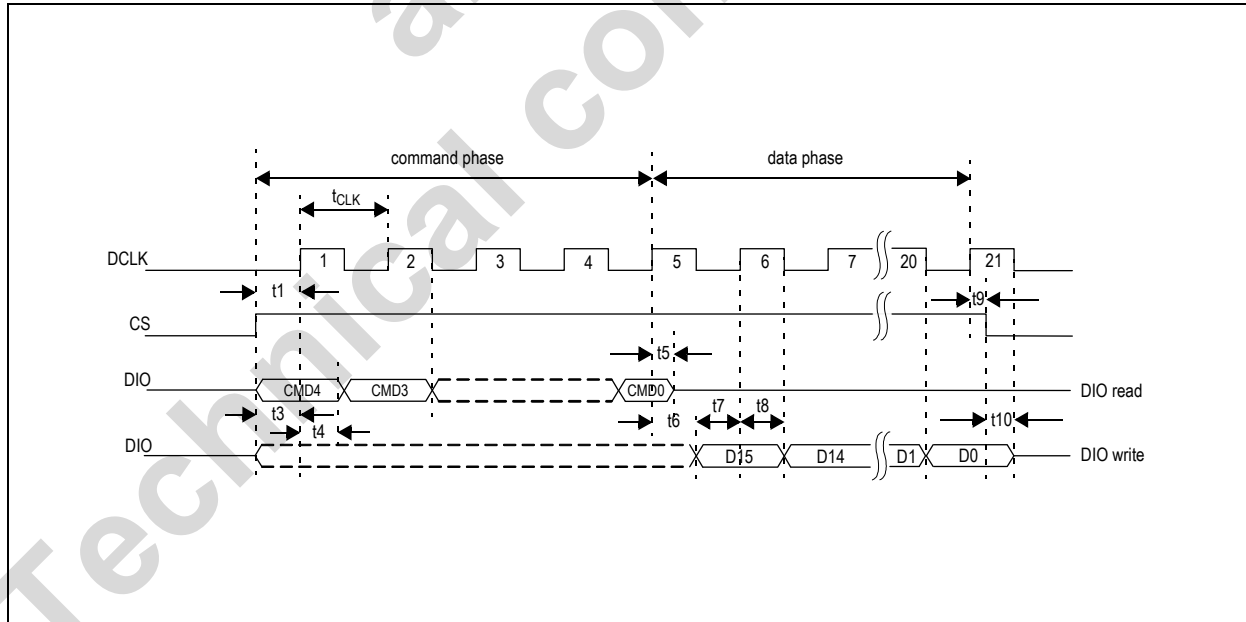 command phase data phase
tCLK
DCLK 1 2 3 4 5 6 7 20 21
t1 t9
CS
t5
DIO CMD4 CMD3 CMD0 DIO read
t3 t6 t7 t8 t10
t4
DIO D15 D14 D1 D0 DIO write
Technical con
a